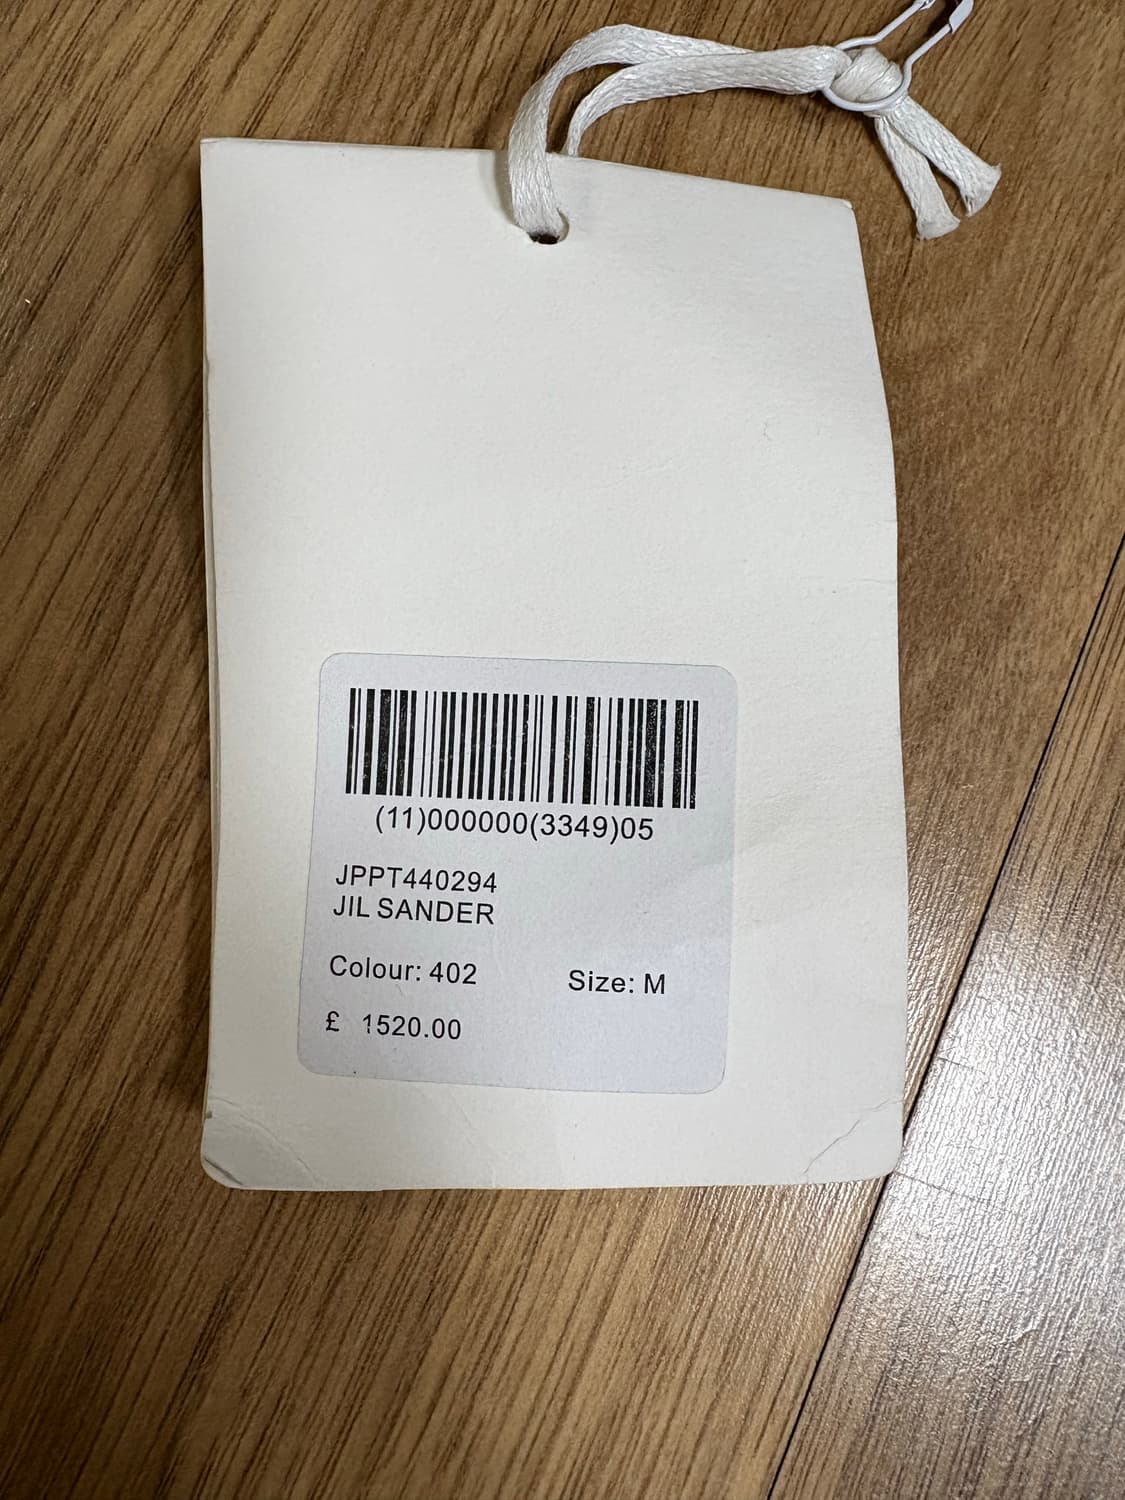 (11)000000(3349)05
JPPT440294
JIL SANDER
Colour: 402 Size: M
£ 1520.00